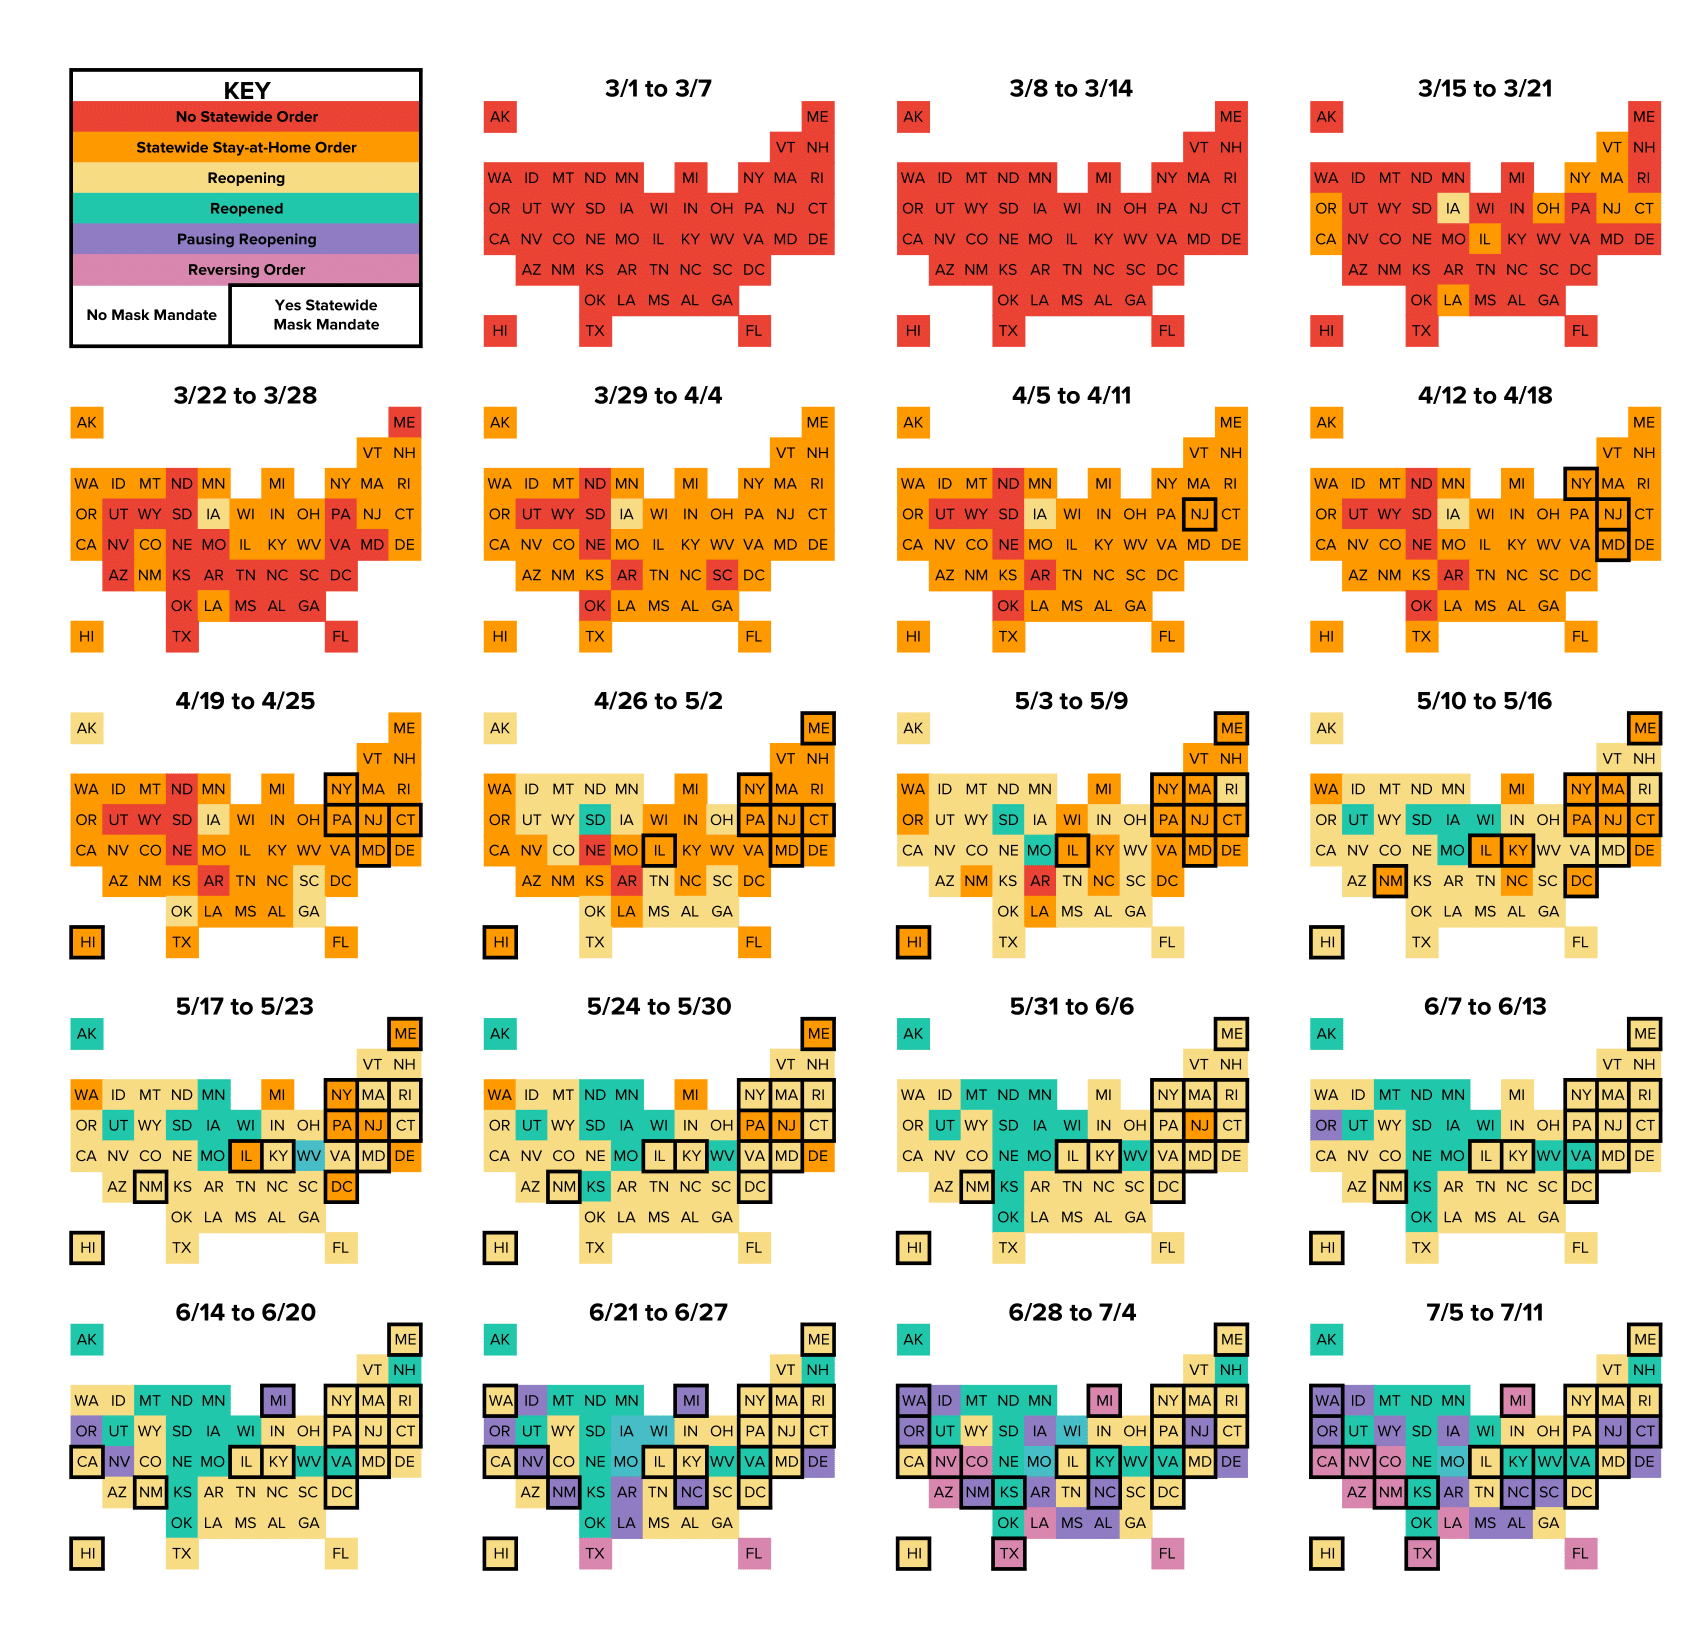 KEY
No Statewide Order
Statewide Stay-at-Home Order
Reopening
Reopened
Pausing Reopening
Reversing Order
No Mask Mandate
Yes Statewide
Mask Mandate
3/1 to 3/7
AK ME
VT NH
WA ID MT ND MN MI NY MA RI
OR UT WY SD IA WI IN OH PA NJ CT
CA NV CO NE MO IL KY WV VA MD DE
AZ NM KS AR TN NC SC DC
OK LA MS AL GA
HI TX FL
3/8 to 3/14
AK ME
VT NH
WA ID MT ND MN MI NY MA RI
OR UT WY SD IA WI IN OH PA NJ CT
CA NV CO NE MO IL KY WV VA MD DE
AZ NM KS AR TN NC SC DC
OK LA MS AL GA
HI TX FL
3/15 to 3/21
AK ME
VT NH
WA ID MT ND MN MI NY MA RI
OR UT WY SD IA WI IN OH PA NJ CT
CA NV CO NE MO IL KY WV VA MD DE
AZ NM KS AR TN NC SC DC
OK LA MS AL GA
HI TX FL
3/22 to 3/28
AK ME
VT NH
WA ID MT ND MN MI NY MA RI
OR UT WY SD IA WI IN OH PA NJ CT
CA NV CO NE MO IL KY WV VA MD DE
AZ NM KS AR TN NC SC DC
OK LA MS AL GA
HI TX FL
3/29 to 4/4
AK ME
VT NH
WA ID MT ND MN MI NY MA RI
OR UT WY SD IA WI IN OH PA NJ CT
CA NV CO NE MO IL KY WV VA MD DE
AZ NM KS AR TN NC SC DC
OK LA MS AL GA
HI TX FL
4/5 to 4/11
AK ME
VT NH
WA ID MT ND MN MI NY MA RI
OR UT WY SD IA WI IN OH PA NJ CT
CA NV CO NE MO IL KY WV VA MD DE
AZ NM KS AR TN NC SC DC
OK LA MS AL GA
HI TX FL
4/12 to 4/18
AK ME
VT NH
WA ID MT ND MN MI NY MA RI
OR UT WY SD IA WI IN OH PA NJ CT
CA NV CO NE MO IL KY WV VA MD DE
AZ NM KS AR TN NC SC DC
OK LA MS AL GA
HI TX FL
4/19 to 4/25
AK ME
VT NH
WA ID MT ND MN MI NY MA RI
OR UT WY SD IA WI IN OH PA NJ CT
CA NV CO NE MO IL KY WV VA MD DE
AZ NM KS AR TN NC SC DC
OK LA MS AL GA
HI TX FL
4/26 to 5/2
AK ME
VT NH
WA ID MT ND MN MI NY MA RI
OR UT WY SD IA WI IN OH PA NJ CT
CA NV CO NE MO IL KY WV VA MD DE
AZ NM KS AR TN NC SC DC
OK LA MS AL GA
HI TX FL
5/3 to 5/9
AK ME
VT NH
WA ID MT ND MN MI NY MA RI
OR UT WY SD IA WI IN OH PA NJ CT
CA NV CO NE MO IL KY WV VA MD DE
AZ NM KS AR TN NC SC DC
OK LA MS AL GA
HI TX FL
5/10 to 5/16
AK ME
VT NH
WA ID MT ND MN MI NY MA RI
OR UT WY SD IA WI IN OH PA NJ CT
CA NV CO NE MO IL KY WV VA MD DE
AZ NM KS AR TN NC SC DC
OK LA MS AL GA
HI TX FL
5/17 to 5/23
AK ME
VT NH
WA ID MT ND MN MI NY MA RI
OR UT WY SD IA WI IN OH PA NJ CT
CA NV CO NE MO IL KY WV VA MD DE
AZ NM KS AR TN NC SC DC
OK LA MS AL GA
HI TX FL
5/24 to 5/30
AK ME
VT NH
WA ID MT ND MN MI NY MA RI
OR UT WY SD IA WI IN OH PA NJ CT
CA NV CO NE MO IL KY WV VA MD DE
AZ NM KS AR TN NC SC DC
OK LA MS AL GA
HI TX FL
5/31 to 6/6
AK ME
VT NH
WA ID MT ND MN MI NY MA RI
OR UT WY SD IA WI IN OH PA NJ CT
CA NV CO NE MO IL KY WV VA MD DE
AZ NM KS AR TN NC SC DC
OK LA MS AL GA
HI TX FL
6/7 to 6/13
AK ME
VT NH
WA ID MT ND MN MI NY MA RI
OR UT WY SD IA WI IN OH PA NJ CT
CA NV CO NE MO IL KY WV VA MD DE
AZ NM KS AR TN NC SC DC
OK LA MS AL GA
HI TX FL
6/14 to 6/20
AK ME
VT NH
WA ID MT ND MN MI NY MA RI
OR UT WY SD IA WI IN OH PA NJ CT
CA NV CO NE MO IL KY WV VA MD DE
AZ NM KS AR TN NC SC DC
OK LA MS AL GA
HI TX FL
6/21 to 6/27
AK ME
VT NH
WA ID MT ND MN MI NY MA RI
OR UT WY SD IA WI IN OH PA NJ CT
CA NV CO NE MO IL KY WV VA MD DE
AZ NM KS AR TN NC SC DC
OK LA MS AL GA
HI TX FL
6/28 to 7/4
AK ME
VT NH
WA ID MT ND MN MI NY MA RI
OR UT WY SD IA WI IN OH PA NJ CT
CA NV CO NE MO IL KY WV VA MD DE
AZ NM KS AR TN NC SC DC
OK LA MS AL GA
HI TX FL
7/5 to 7/11
AK ME
VT NH
WA ID MT ND MN MI NY MA RI
OR UT WY SD IA WI IN OH PA NJ CT
CA NV CO NE MO IL KY WV VA MD DE
AZ NM KS AR TN NC SC DC
OK LA MS AL GA
HI TX FL